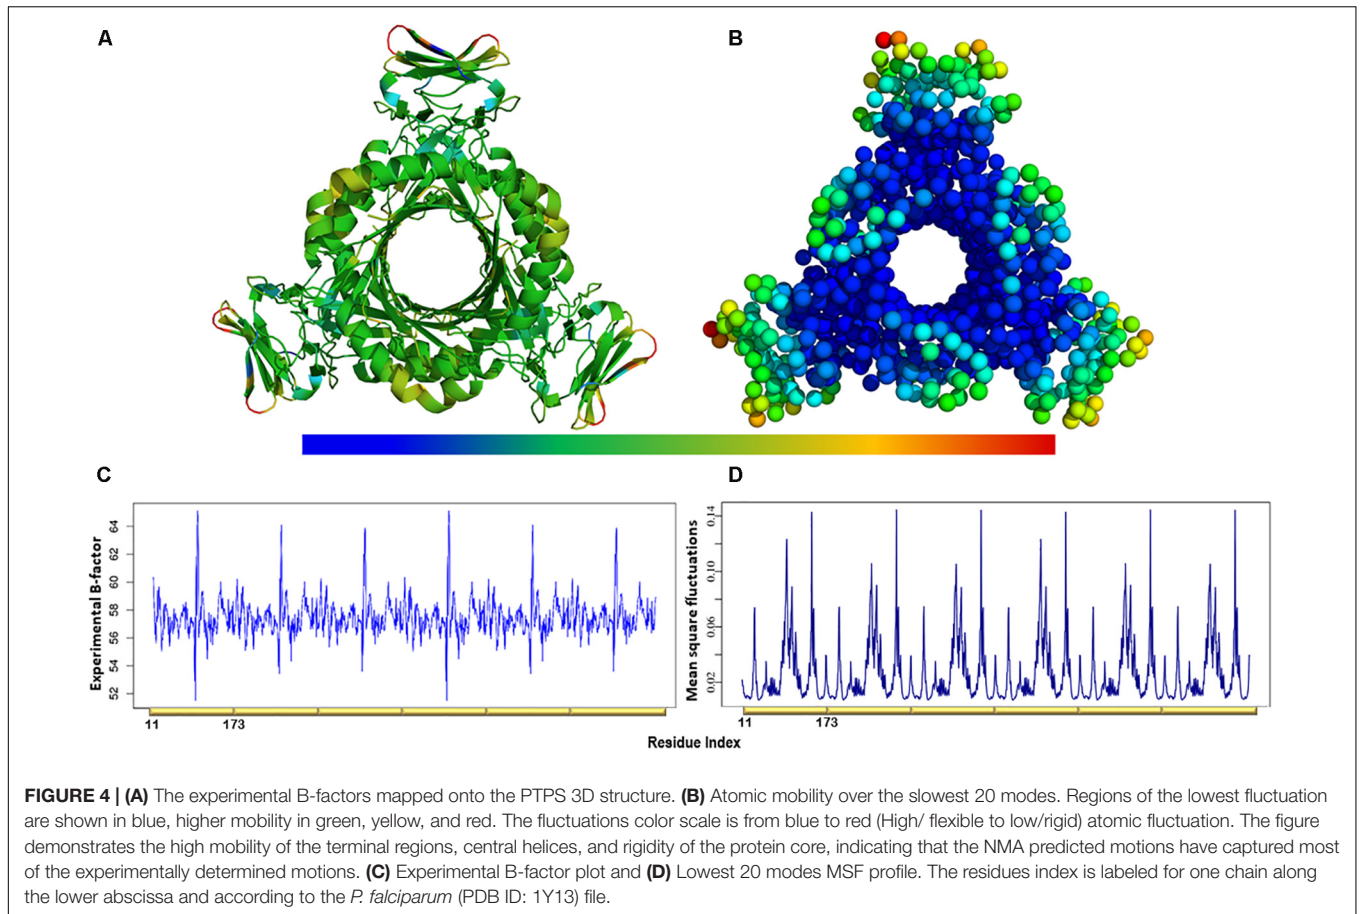 A
B
C
D
Experimental B-factor
64
62
60
58
56
54
52
11
173
Mean square fluctuations
0.14
0.10
0.06
0.02
11
173
Residue Index
FIGURE 4 | (A) The experimental B-factors mapped onto the PTPS 3D structure. (B) Atomic mobility over the slowest 20 modes. Regions of the lowest fluctuation
are shown in blue, higher mobility in green, yellow, and red. The fluctuations color scale is from blue to red (High/ flexible to low/rigid) atomic fluctuation. The figure
demonstrates the high mobility of the terminal regions, central helices, and rigidity of the protein core, indicating that the NMA predicted motions have captured most
of the experimentally determined motions. (C) Experimental B-factor plot and (D) Lowest 20 modes MSF profile. The residues index is labeled for one chain along
the lower abscissa and according to the P. falciparum (PDB ID: 1Y13) file.